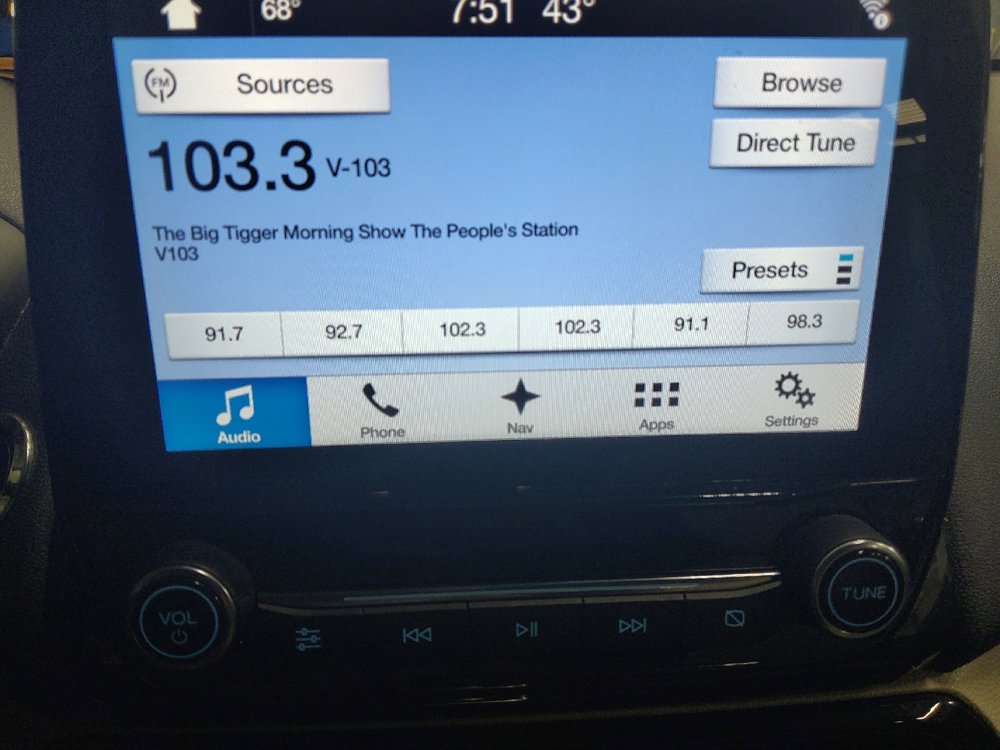 68° 7:51 43°
FM Sources Browse
Direct Tune
103.3 V-103
The Big Tigger Morning Show The People's Station
V103
Presets
91.7 92.7 102.3 102.3 91.1 98.3
Audio Phone Nav Apps Settings
VOL TUNE